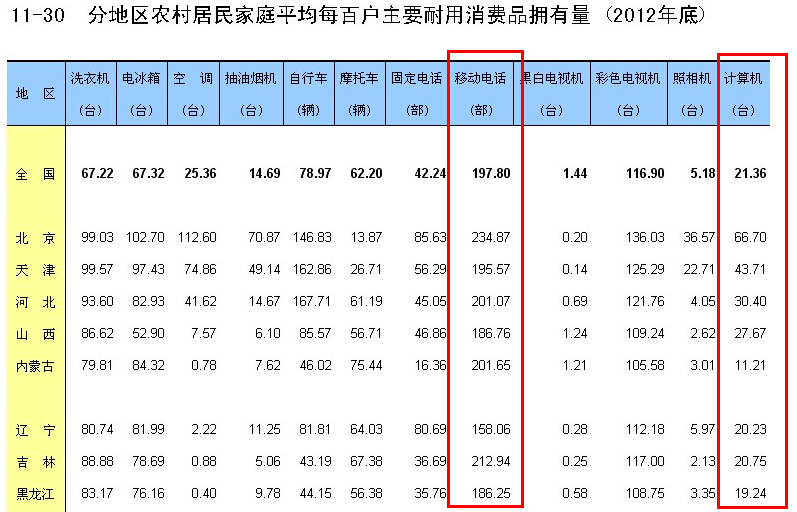 11-30 分地区农村居民家庭平均每百户主要耐用消费品拥有量 (2012年底)
地 区 洗衣机 电冰箱 空 调 抽油烟机 自行车 摩托车 固定电话 移动电话 黑白电视机 彩色电视机 照相机 计算机
(台) (台) (台) (台) (辆) (辆) (部) (部) (台) (台) (台) (台)
全 国 67.22 67.32 25.36 14.69 78.97 62.20 42.24 197.80 1.44 116.90 5.18 21.36
北 京 99.03 102.70 112.60 70.87 146.83 13.87 85.63 234.87 0.20 136.03 36.57 66.70
天 津 99.57 97.43 74.86 49.14 162.86 26.71 56.29 195.57 0.14 125.29 22.71 43.71
河 北 93.60 82.93 41.62 14.67 167.71 61.19 45.05 201.07 0.69 121.76 4.05 30.40
山 西 86.62 52.90 7.57 6.10 85.57 56.71 46.86 186.76 1.24 109.24 2.62 27.67
内蒙古 79.81 84.32 0.78 7.62 46.02 75.44 16.36 201.65 1.21 105.58 3.01 11.21
辽 宁 80.74 81.99 2.22 11.25 81.81 64.03 80.69 158.06 0.28 112.18 5.97 20.23
吉 林 88.88 78.69 0.88 5.06 43.19 67.38 36.69 212.94 0.25 117.00 2.13 20.75
黑龙江 83.17 76.16 0.40 9.78 44.15 56.38 35.76 186.25 0.58 108.75 3.35 19.24